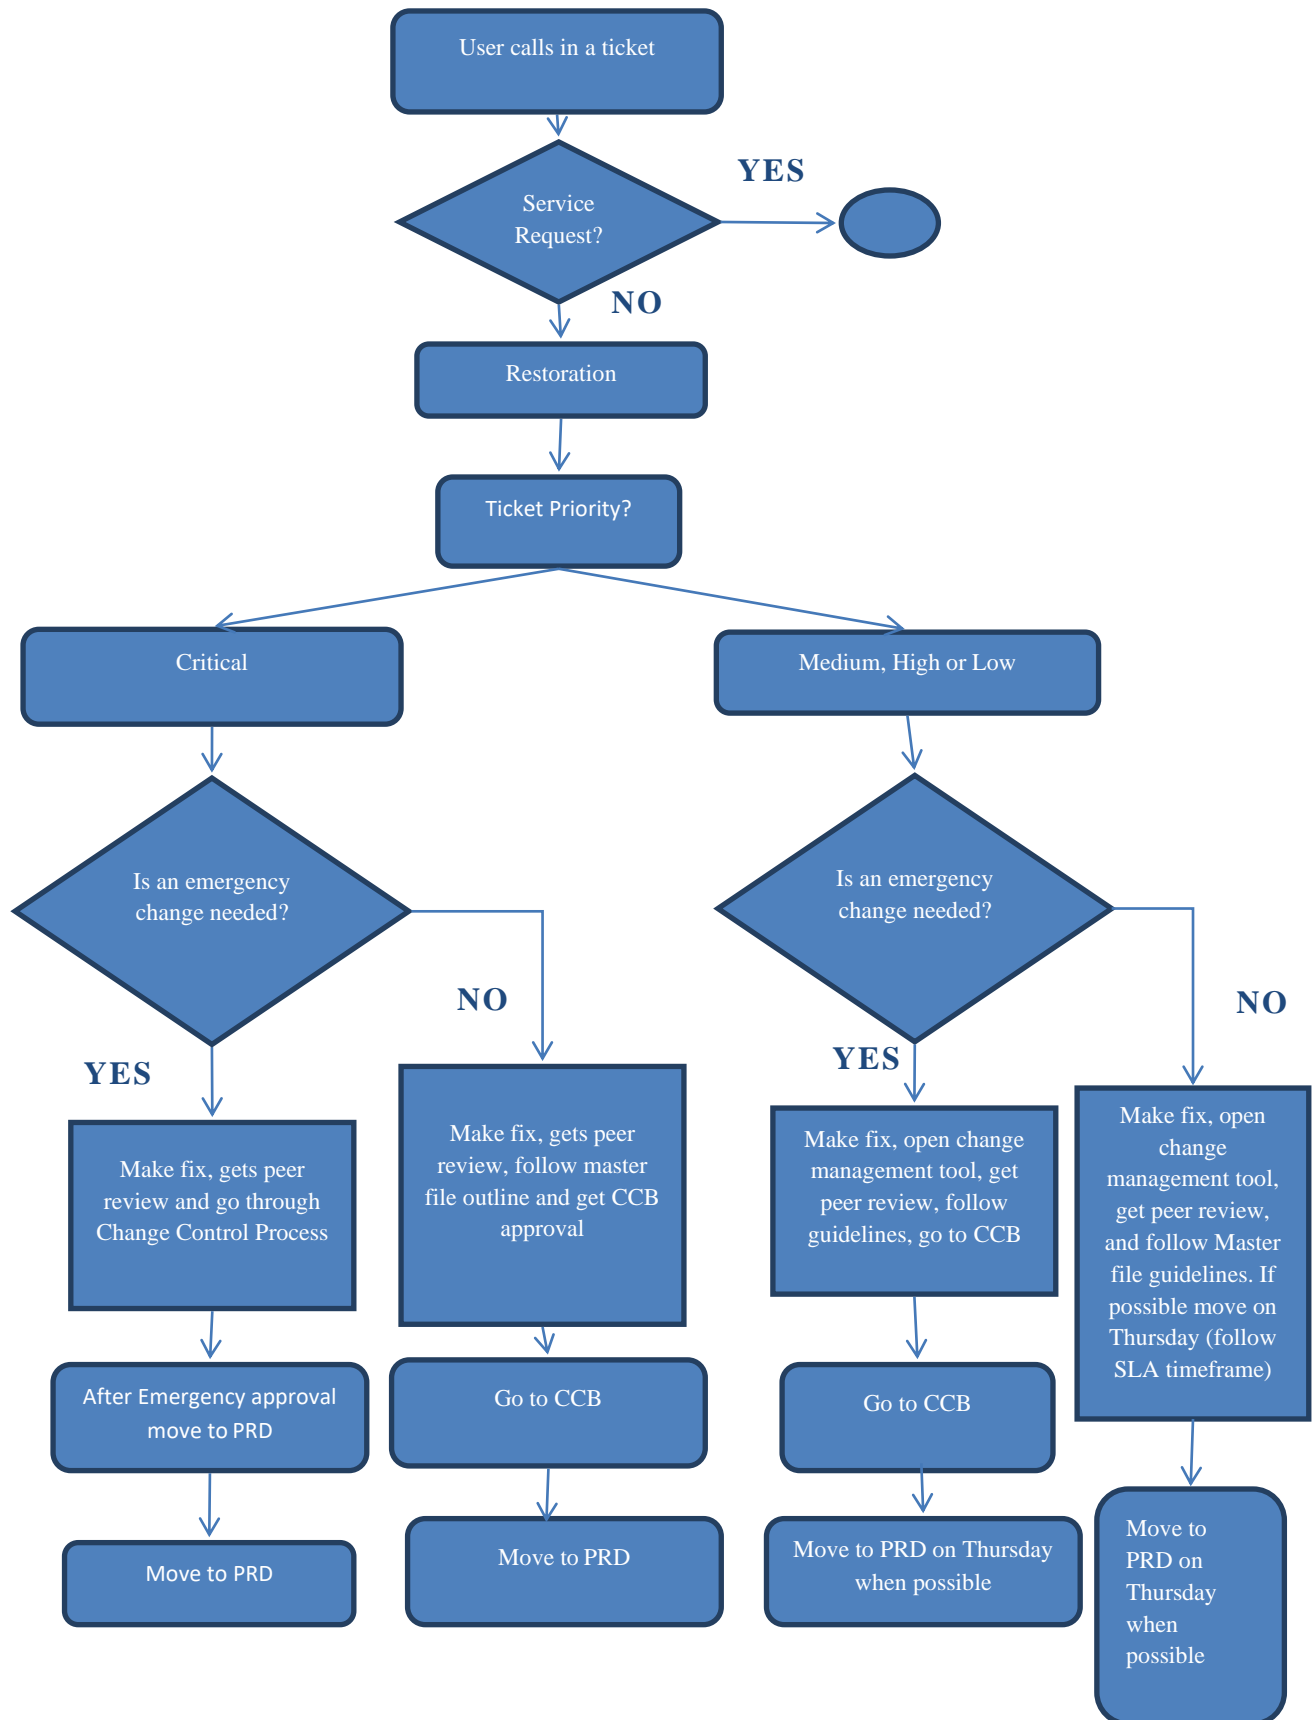 User calls in a ticket
YES
Service
Request?
NO
Restoration
Ticket Priority?
Critical
Medium, High or Low
Is an emergency
change needed?
Is an emergency
change needed?
NO
NO
YES
YES
Make fix, gets peer
review and go through
Change Control Process
Make fix, gets peer
review, follow master
file outline and get CCB
approval
Make fix, open change
management tool, get
peer review, follow
guidelines, go to CCB
Make fix, open
change
management tool,
get peer review,
and follow Master
file guidelines. If
possible move on
Thursday (follow
SLA timeframe)
After Emergency approval
move to PRD
Go to CCB
Go to CCB
Move to PRD
Move to PRD
Move to PRD on Thursday
when possible
Move to
PRD on
Thursday
when
possible